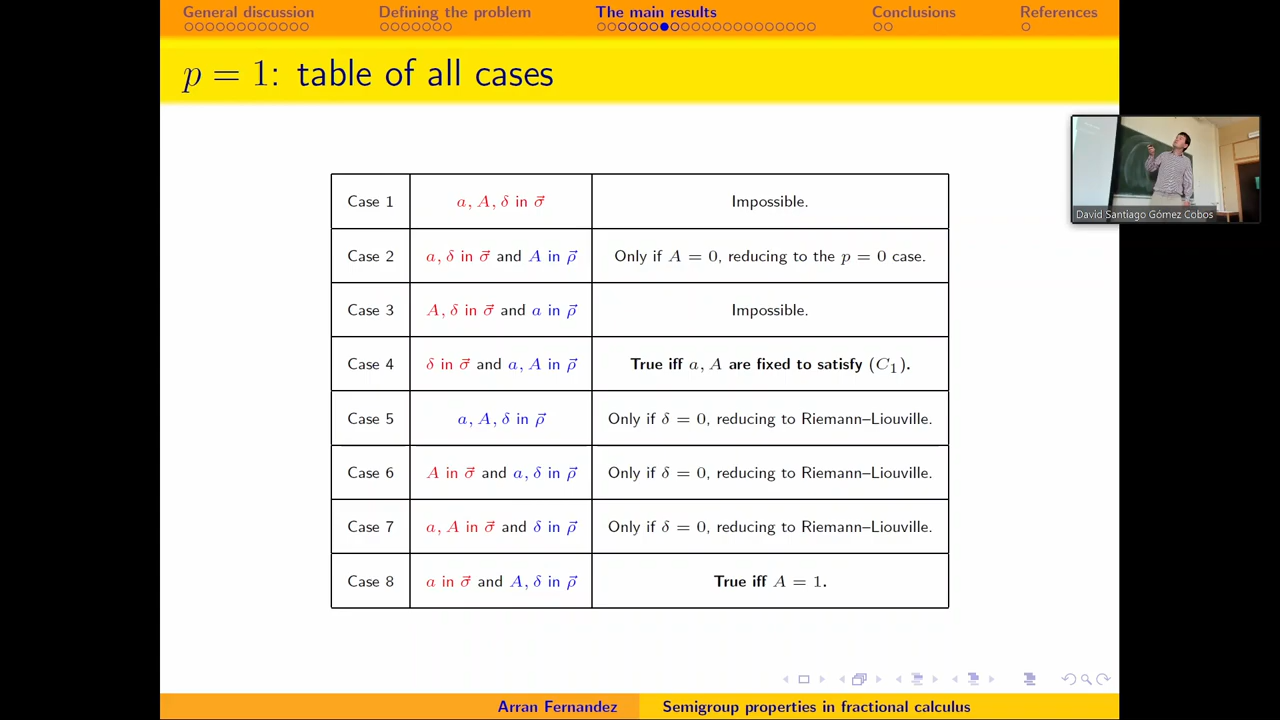 General discussion Defining the problem The main results Conclusions References
p = 1: table of all cases
Case 1 a, A, δ in σ⃗ Impossible.
Case 2 a, δ in σ⃗ and A in ρ⃗ Only if A = 0, reducing to the p = 0 case.
Case 3 A, δ in σ⃗ and a in ρ⃗ Impossible.
Case 4 δ in σ⃗ and a, A in ρ⃗ True iff a, A are fixed to satisfy (C₁).
Case 5 a, A, δ in ρ⃗ Only if δ = 0, reducing to Riemann–Liouville.
Case 6 A in σ⃗ and a, δ in ρ⃗ Only if δ = 0, reducing to Riemann–Liouville.
Case 7 a, A in σ⃗ and δ in ρ⃗ Only if δ = 0, reducing to Riemann–Liouville.
Case 8 a in σ⃗ and A, δ in ρ⃗ True iff A = 1.
David Santiago Gómez Cobos
Arran Fernandez Semigroup properties in fractional calculus